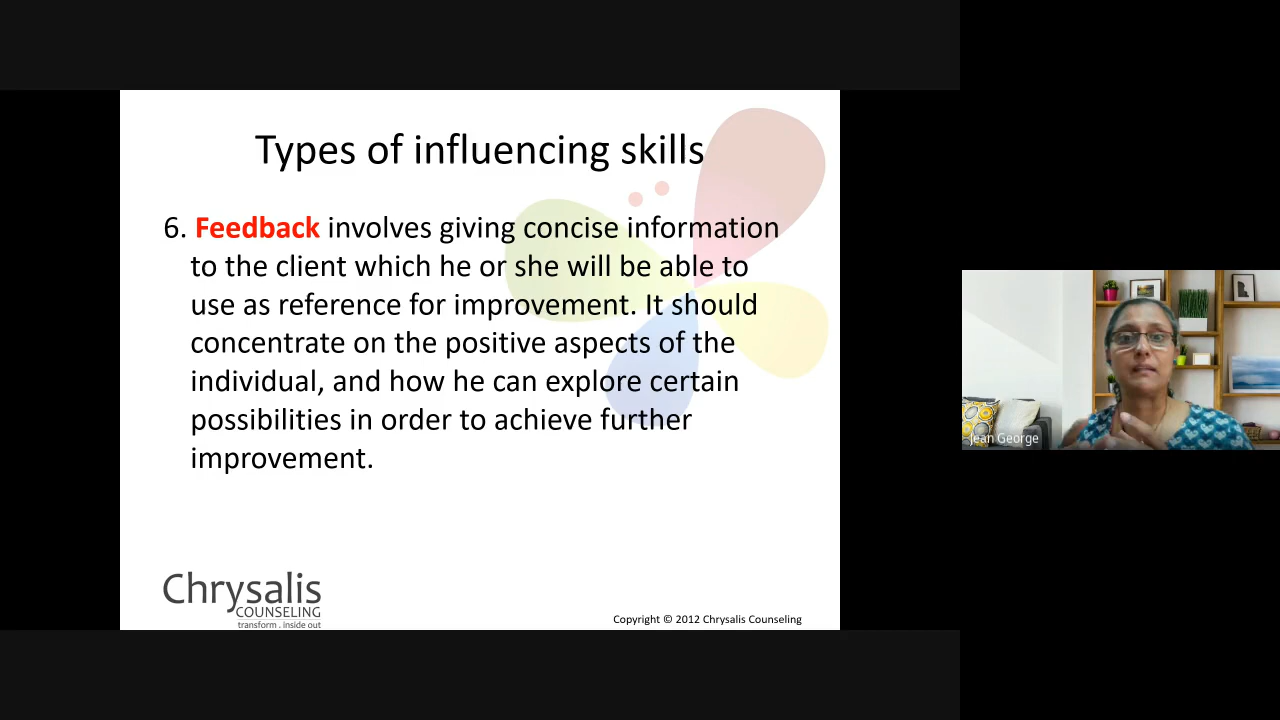 Types of influencing skills
6. Feedback involves giving concise information
to the client which he or she will be able to
use as reference for improvement. It should
concentrate on the positive aspects of the
individual, and how he can explore certain
possibilities in order to achieve further
improvement.
Chrysalis
COUNSELING
transform . inside out
Copyright © 2012 Chrysalis Counseling
Jean George